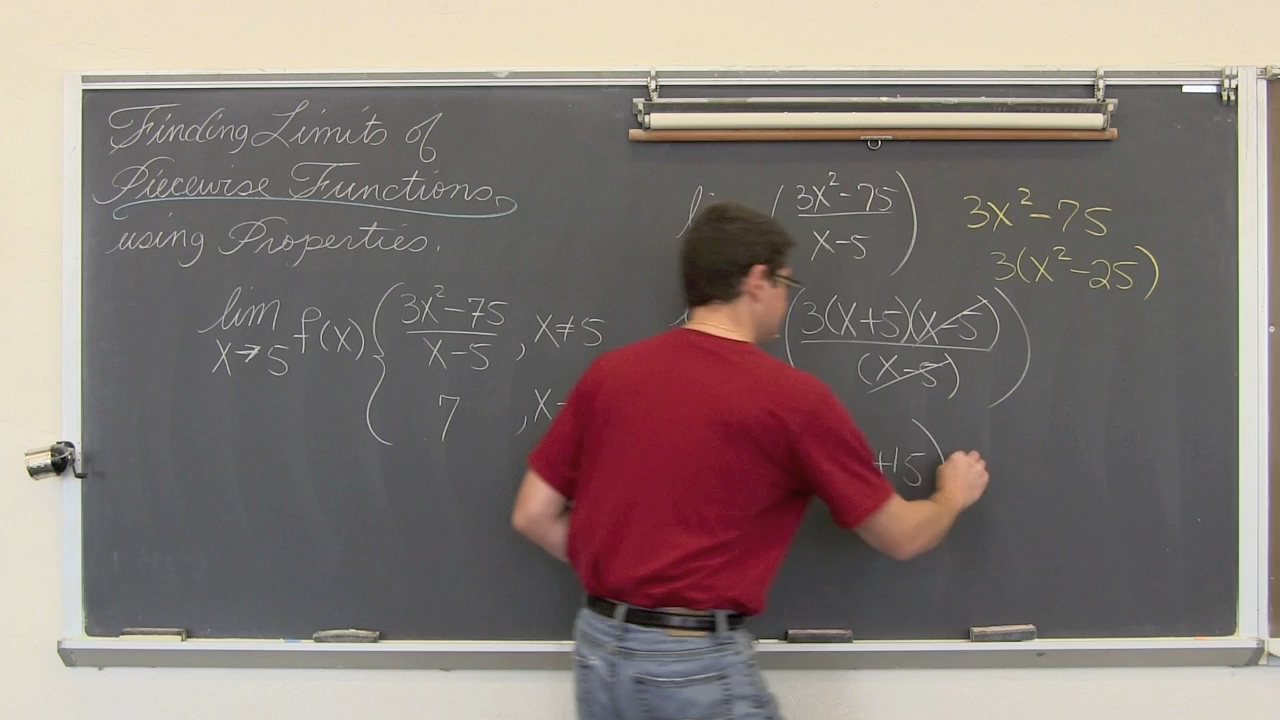 Finding Limits of
Piecewise Functions
using Properties.
lim x→5 f(x) { 3x²-75 / x-5 , x≠5
7 , x
(3x²-75 / x-5)
(3(x+5)(x-5) / (x-5))
+15)
3x²-75
3(x²-25)